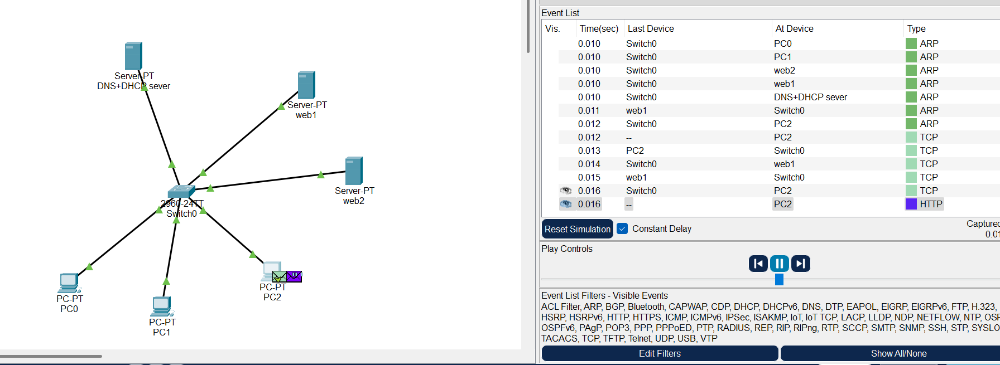 Server-PT
DNS+DHCP sever
Server-PT
web1
Server-PT
web2
2960-24TT
Switch0
PC-PT
PC0
PC-PT
PC1
PC-PT
PC2
Event List
Vis. Time(sec) Last Device At Device Type
0.010 Switch0 PC0 ARP
0.010 Switch0 PC1 ARP
0.010 Switch0 web2 ARP
0.010 Switch0 web1 ARP
0.010 Switch0 DNS+DHCP sever ARP
0.011 web1 Switch0 ARP
0.012 Switch0 PC2 ARP
0.012 -- PC2 TCP
0.013 PC2 Switch0 TCP
0.014 Switch0 web1 TCP
0.015 web1 Switch0 TCP
0.016 Switch0 PC2 TCP
0.016 -- PC2 HTTP
Reset Simulation Constant Delay Captured
0.01
Play Controls
Event List Filters - Visible Events
ACL Filter, ARP, BGP, Bluetooth, CAPWAP, CDP, DHCP, DHCPv6, DNS, DTP, EAPOL, EIGRP, EIGRPv6, FTP, H.323,
HSRP, HSRPv6, HTTP, HTTPS, ICMP, ICMPv6, IPSec, ISAKMP, IoT, IoT TCP, LACP, LLDP, NDP, NETFLOW, NTP, OSP
OSPFv6, PAgP, POP3, PPP, PPPoED, PTP, RADIUS, REP, RIP, RIPng, RTP, SCCP, SMTP, SNMP, SSH, STP, SYSLO
TACACS, TCP, TFTP, Telnet, UDP, USB, VTP
Edit Filters Show All/None